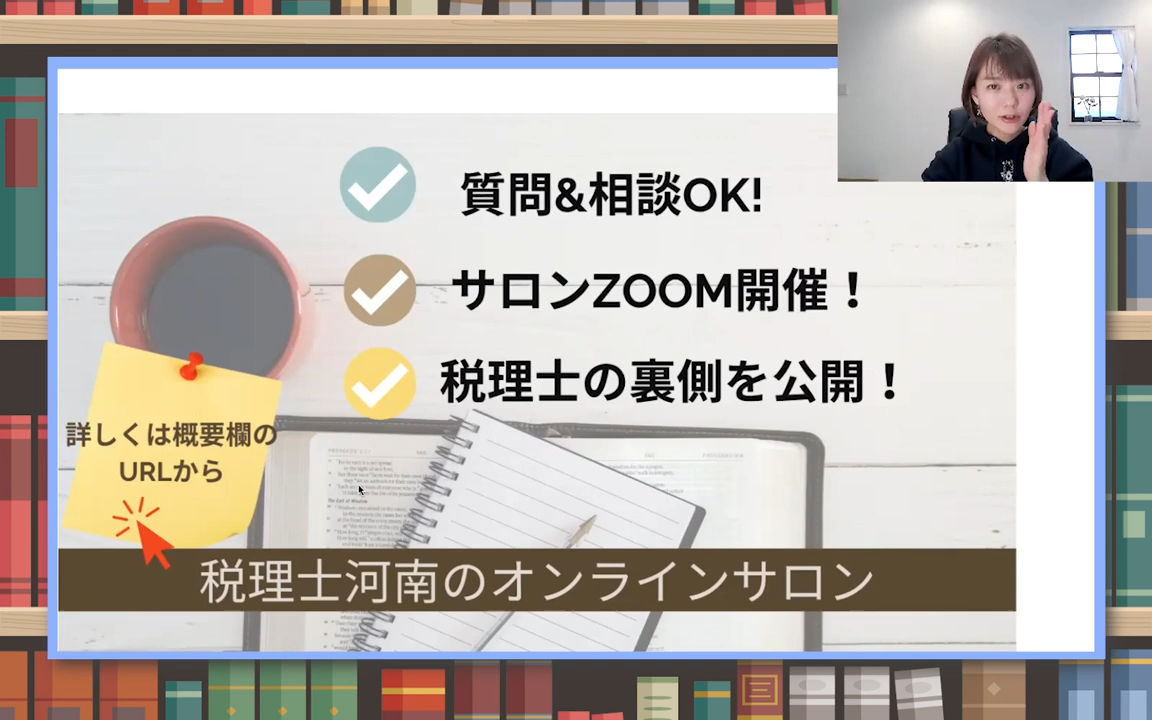 質問&相談OK!
サロンZOOM開催！
税理士の裏側を公開！
詳しくは概要欄の
URLから
税理士河南のオンラインサロン